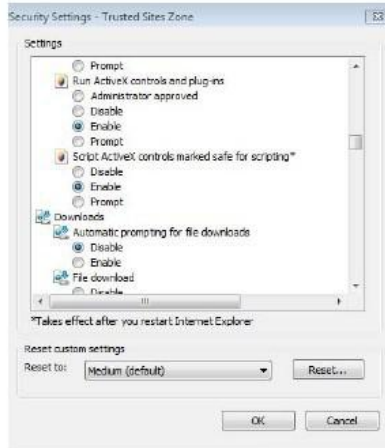 Security Settings - Trusted Sites Zone
Settings
Prompt
Run ActiveX controls and plug-ins
Administrator approved
Disable
Enable
Prompt
Script ActiveX controls marked safe for scripting*
Disable
Enable
Prompt
Downloads
Automatic prompting for file downloads
Disable
Enable
File download
Disable
*Takes effect after you restart Internet Explorer
Reset custom settings
Reset to: Medium (default) Reset...
OK Cancel